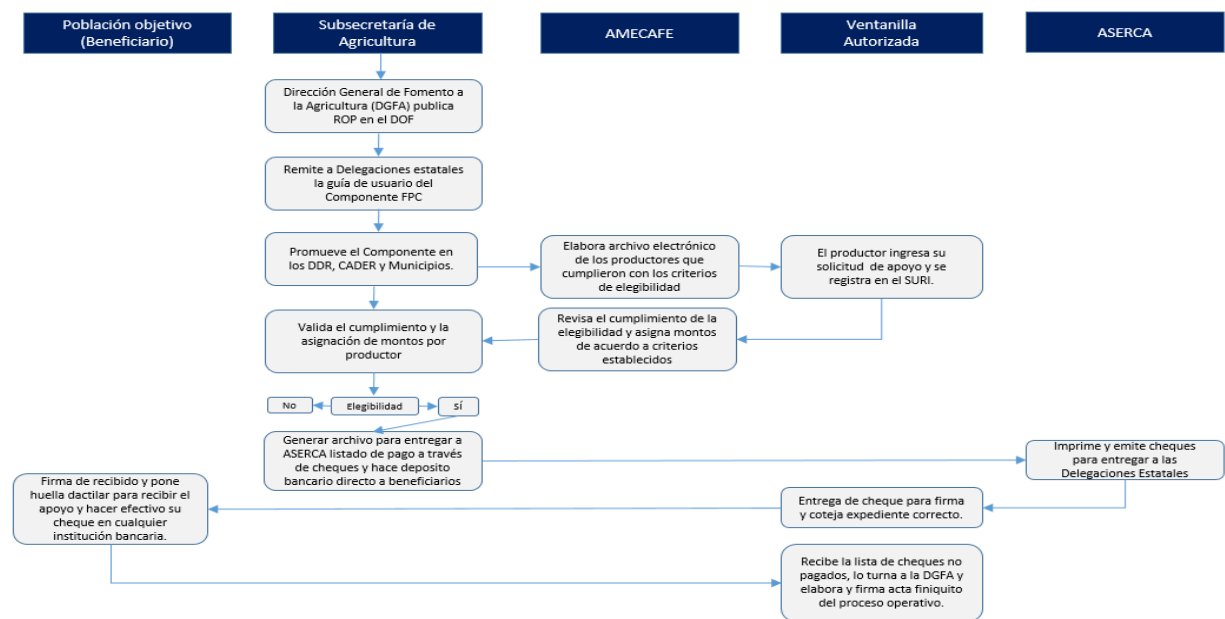 Población objetivo
(Beneficiario)
Subsecretaría de
Agricultura
AMECAFE
Ventanilla
Autorizada
ASERCA
Dirección General de Fomento a
la Agricultura (DGFA) publica
ROP en el DOF
Remite a Delegaciones estatales
la guía de usuario del
Componente FPC
Promueve el Componente en
los DDR, CADER y Municipios.
Elabora archivo electrónico
de los productores que
cumplieron con los criterios
de elegibilidad
El productor ingresa su
solicitud de apoyo y se
registra en el SURI.
Valida el cumplimiento y la
asignación de montos por
productor
Revisa el cumplimiento de la
elegibilidad y asigna montos
de acuerdo a criterios
establecidos
No
Elegibilidad
SÍ
Generar archivo para entregar a
ASERCA listado de pago a través
de cheques y hace deposito
bancario directo a beneficiarios
Imprime y emite cheques
para entregar a las
Delegaciones Estatales
Firma de recibido y pone
huella dactilar para recibir el
apoyo y hacer efectivo su
cheque en cualquier
institución bancaria.
Entrega de cheque para firma
y coteja expediente correcto.
Recibe la lista de cheques no
pagados, lo turna a la DGFA y
elabora y firma acta finiquito
del proceso operativo.